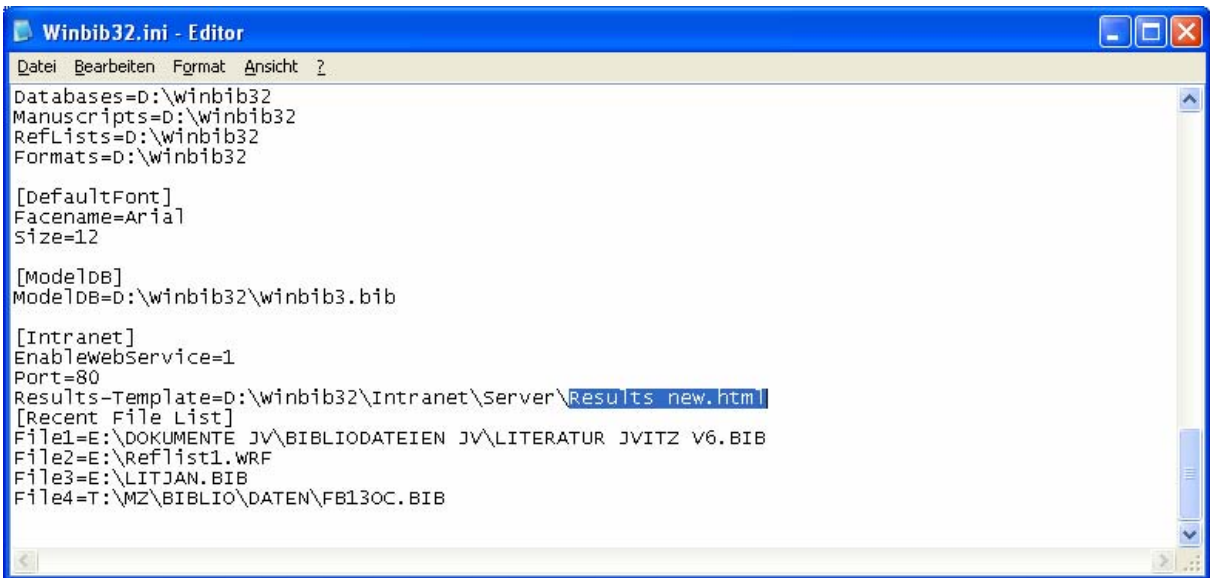 Winbib32.ini - Editor
Datei Bearbeiten Format Ansicht ?
Databases=D:\Winbib32
Manuscripts=D:\Winbib32
RefLists=D:\Winbib32
Formats=D:\Winbib32
[DefaultFont]
Facename=Arial
Size=12
[ModelDB]
ModelDB=D:\Winbib32\Winbib3.bib
[Intranet]
EnableWebService=1
Port=80
Results-Template=D:\Winbib32\Intranet\Server\Results new.html
[Recent File List]
File1=E:\DOKUMENTE JV\BIBLIODATEIEN JV\LITERATUR JVITZ V6.BIB
File2=E:\Reflist1.WRF
File3=E:\LITJAN.BIB
File4=T:\MZ\BIBLIO\DATEN\FB13OC.BIB